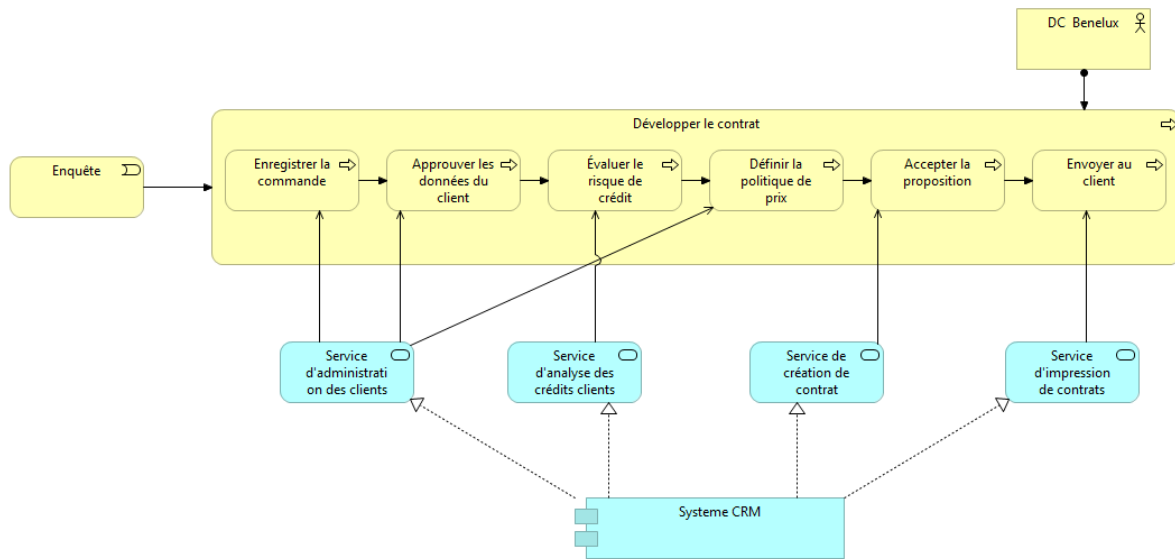 DC  Benelux
Développer le contrat
Enquête
Enregistrer la
commande
Approuver les
données du
client
Évaluer le
risque de
crédit
Définir la
politique de
prix
Accepter la
proposition
Envoyer au
client
Service
d'administrati
on des clients
Service
d'analyse des
crédits clients
Service de
création de
contrat
Service
d'impression
de contrats
Systeme CRM